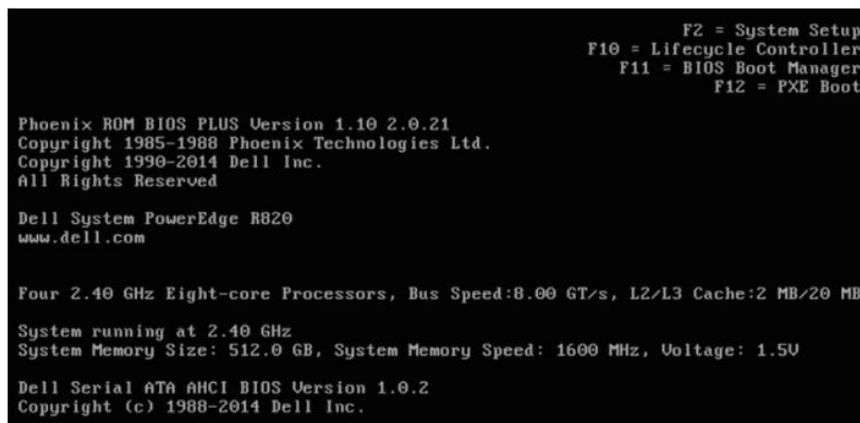 F2 = System Setup
F10 = Lifecycle Controller
F11 = BIOS Boot Manager
F12 = PXE Boot
Phoenix ROM BIOS PLUS Version 1.10 2.0.21
Copyright 1985-1988 Phoenix Technologies Ltd.
Copyright 1990-2014 Dell Inc.
All Rights Reserved
Dell System PowerEdge R820
www.dell.com
Four 2.40 GHz Eight-core Processors, Bus Speed:8.00 GT/s, L2/L3 Cache:2 MB/20 MB
System running at 2.40 GHz
System Memory Size: 512.0 GB, System Memory Speed: 1600 MHz, Voltage: 1.5V
Dell Serial ATA AHCI BIOS Version 1.0.2
Copyright (c) 1988-2014 Dell Inc.